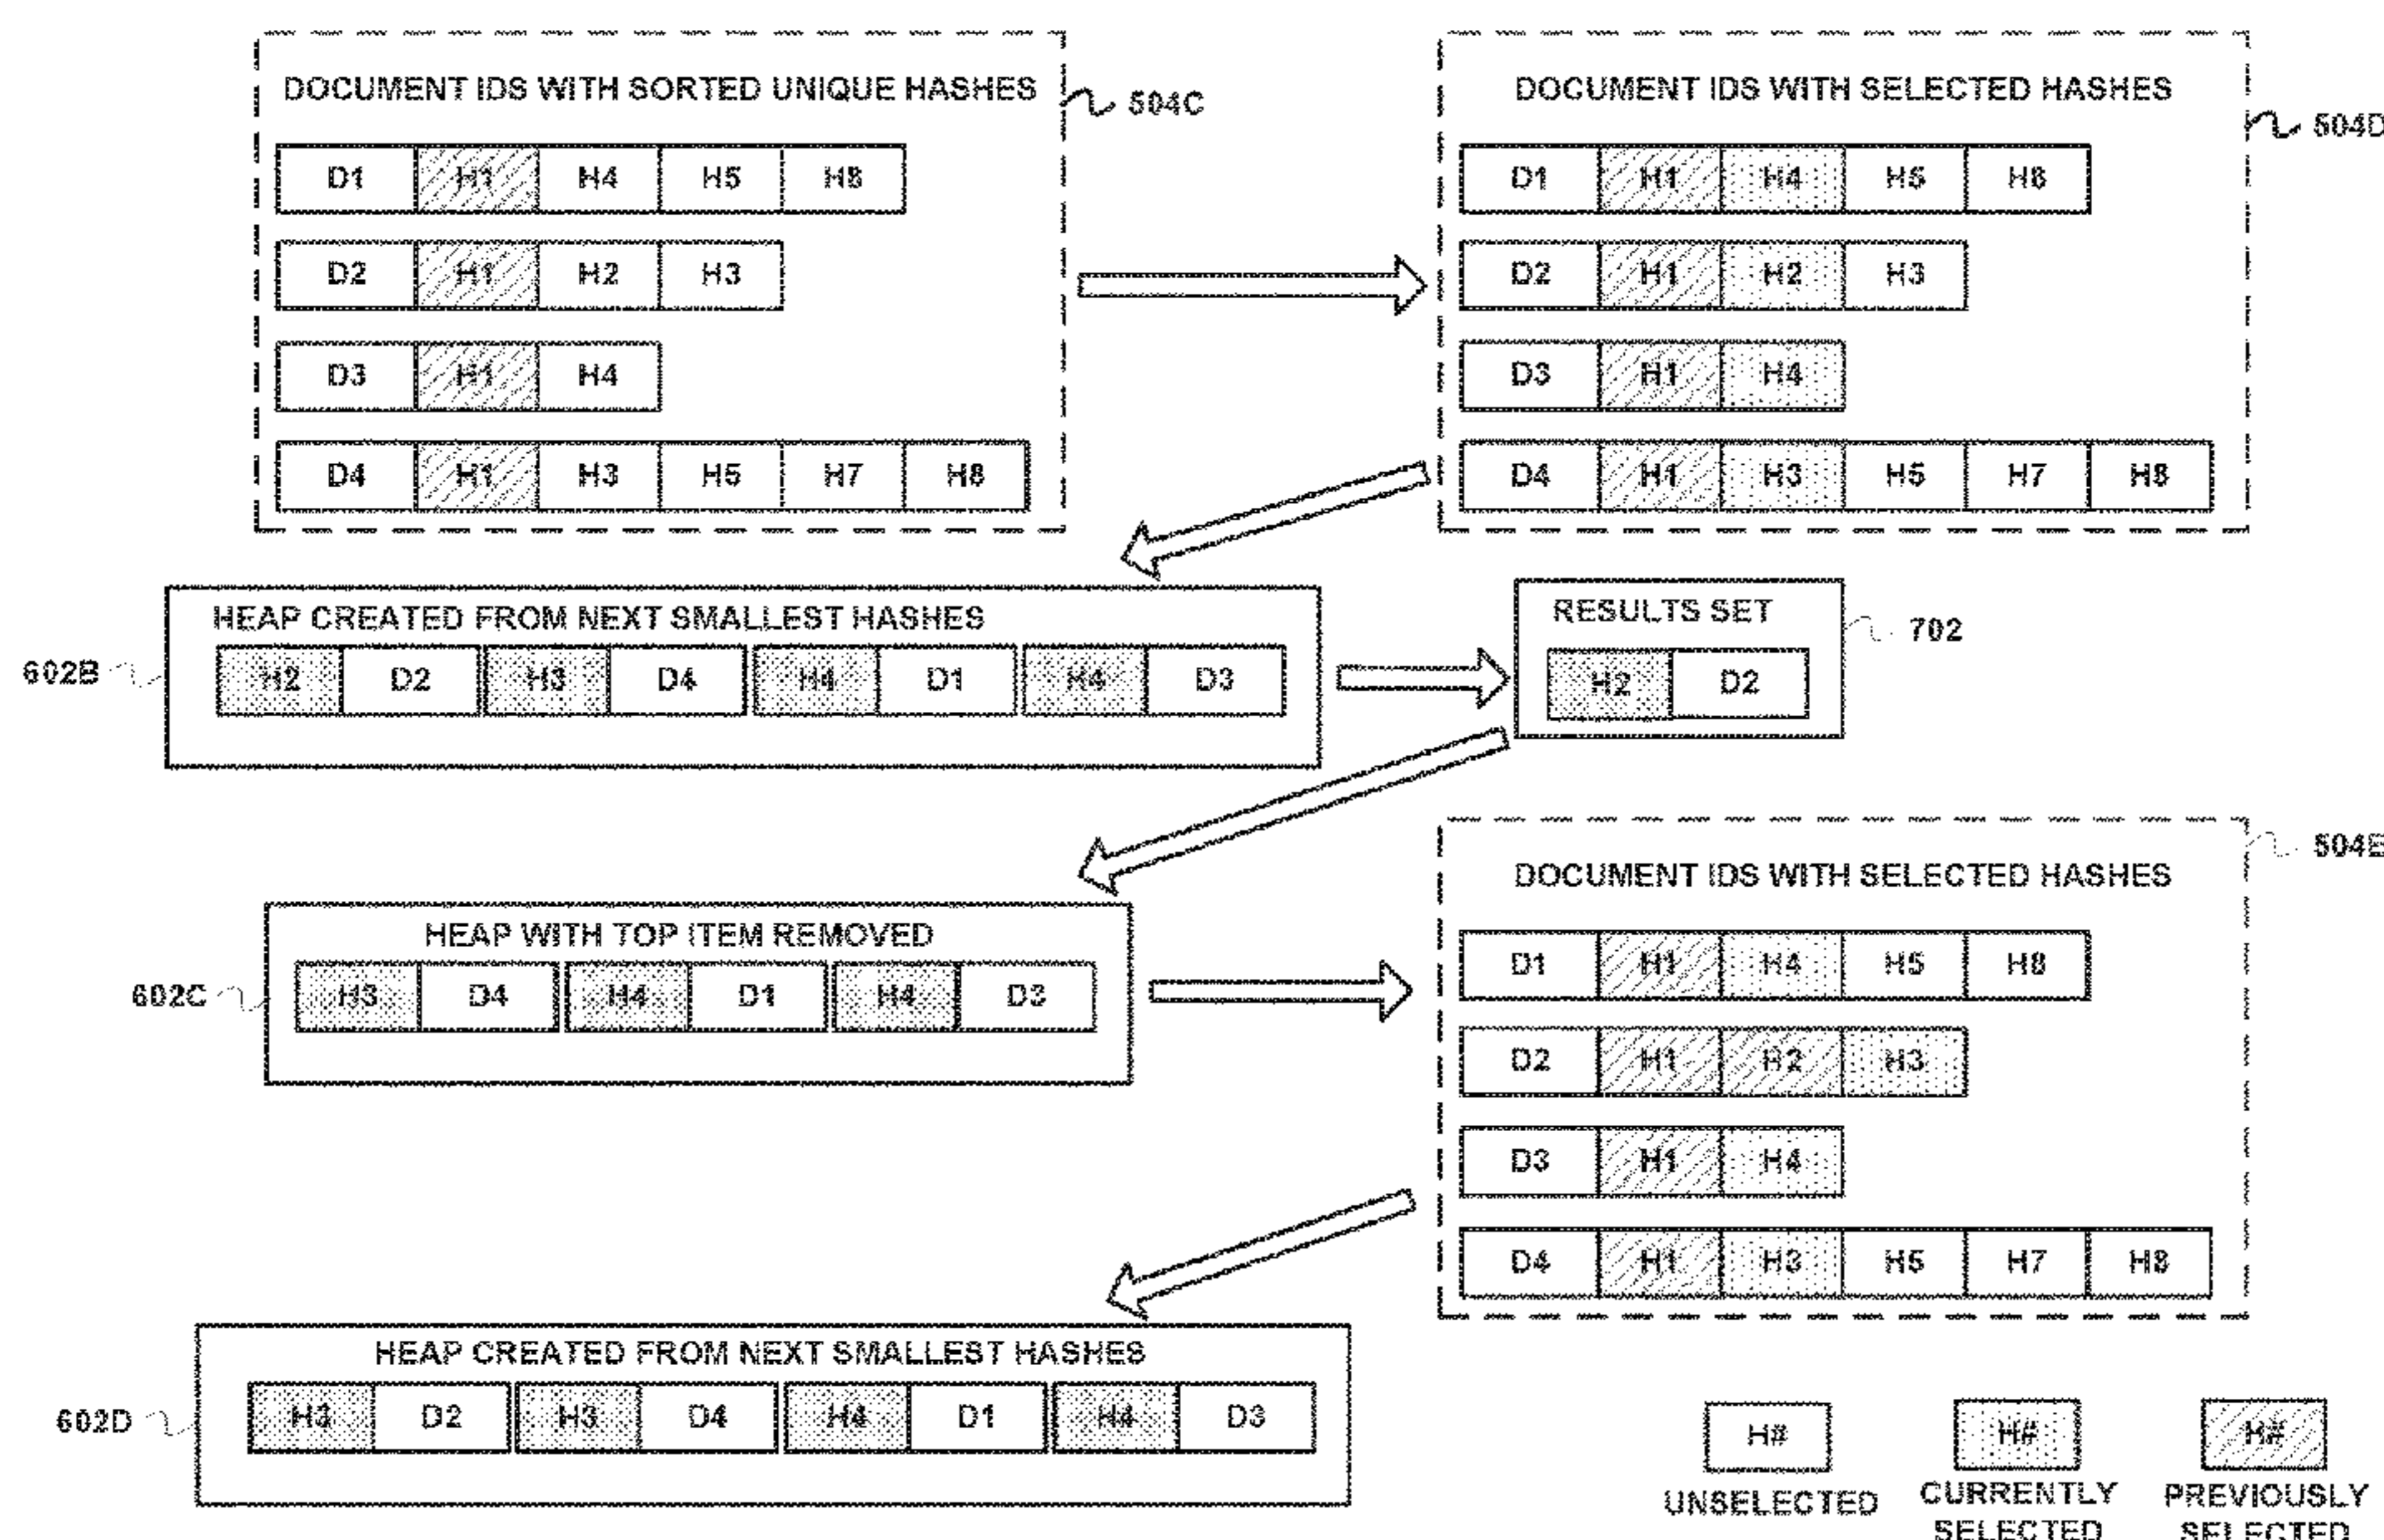 DOCUMENT IDS WITH SORTED UNIQUE HASHES
504C
D1 H1 H4 H5 H8
D2 H1 H2 H3
D3 H1 H4
D4 H1 H3 H5 H7 H8
DOCUMENT IDS WITH SELECTED HASHES
504D
D1 H1 H4 H5 H8
D2 H1 H2 H3
D3 H1 H4
D4 H1 H3 H5 H7 H8
HEAP CREATED FROM NEXT SMALLEST HASHES
602B
H2 D2 H3 D4 H4 D1 H4 D3
RESULTS SET
702
H2 D2
HEAP WITH TOP ITEM REMOVED
602C
H3 D4 H4 D1 H4 D3
DOCUMENT IDS WITH SELECTED HASHES
504E
D1 H1 H4 H5 H8
D2 H1 H2 H3
D3 H1 H4
D4 H1 H3 H5 H7 H8
HEAP CREATED FROM NEXT SMALLEST HASHES
602D
H3 D2 H3 D4 H4 D1 H4 D3
H#
UNSELECTED
H#
CURRENTLY
SELECTED
H#
PREVIOUSLY
SELECTED